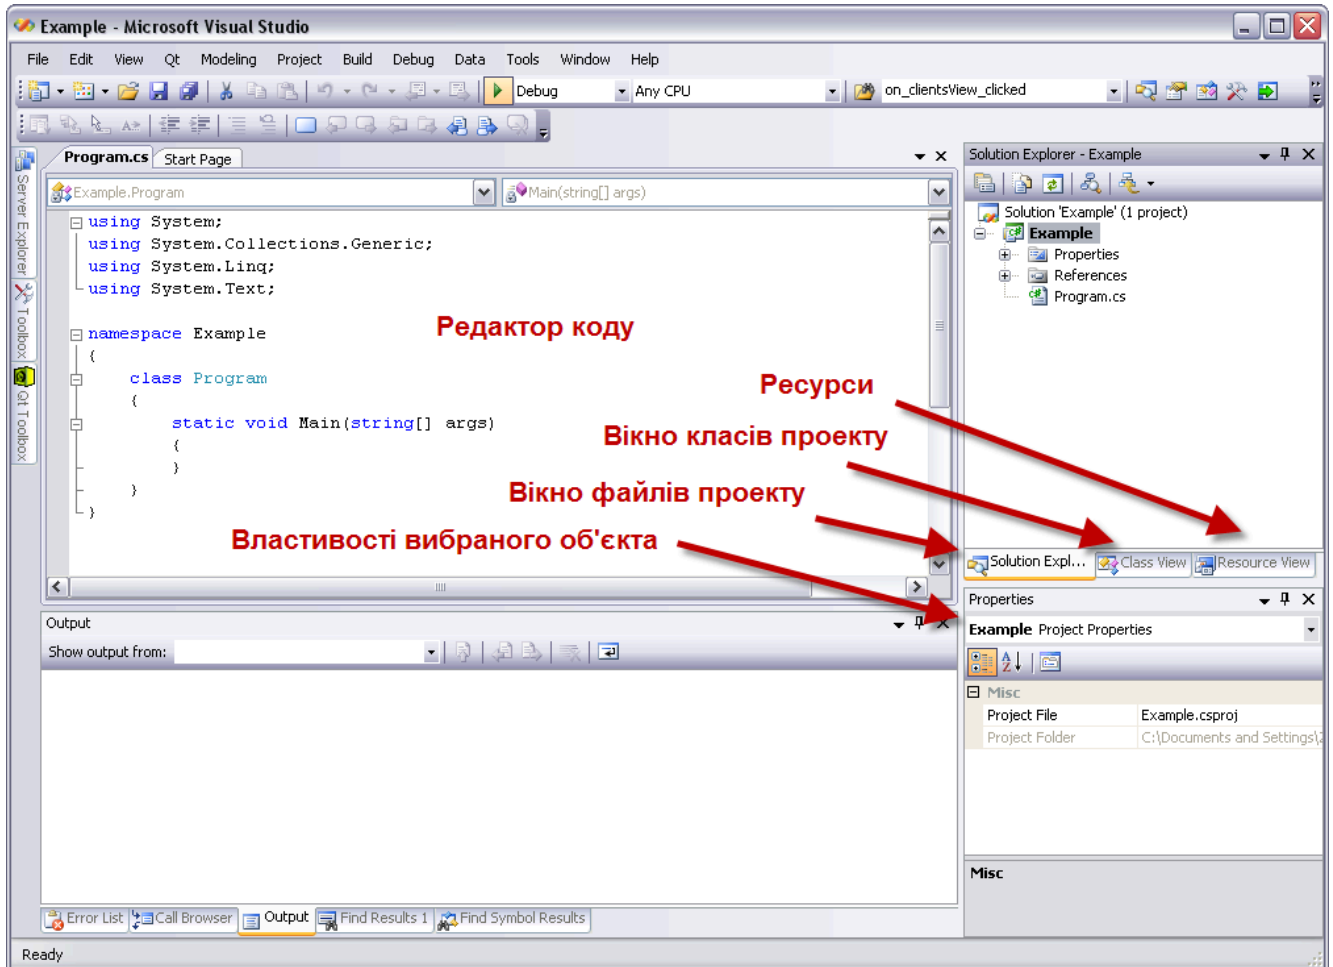 Example - Microsoft Visual Studio
File Edit View Qt Modeling Project Build Debug Data Tools Window Help
Debug Any CPU on_clientsView_clicked
Server Explorer
Toolbox
Qt Toolbox
Program.cs Start Page
Example.Program Main(string[] args)
using System;
using System.Collections.Generic;
using System.Linq;
using System.Text;
namespace Example
{
class Program
{
static void Main(string[] args)
{
}
}
}
Редактор коду
Ресурси
Вікно класів проекту
Вікно файлів проекту
Властивості вибраного об'єкта
Solution Explorer - Example
Solution 'Example' (1 project)
Example
Properties
References
Program.cs
Solution Expl... Class View Resource View
Properties
Example Project Properties
Misc
Project File Example.csproj
Project Folder C:\Documents and Settings\
Misc
Output
Show output from:
Error List Call Browser Output Find Results 1 Find Symbol Results
Ready